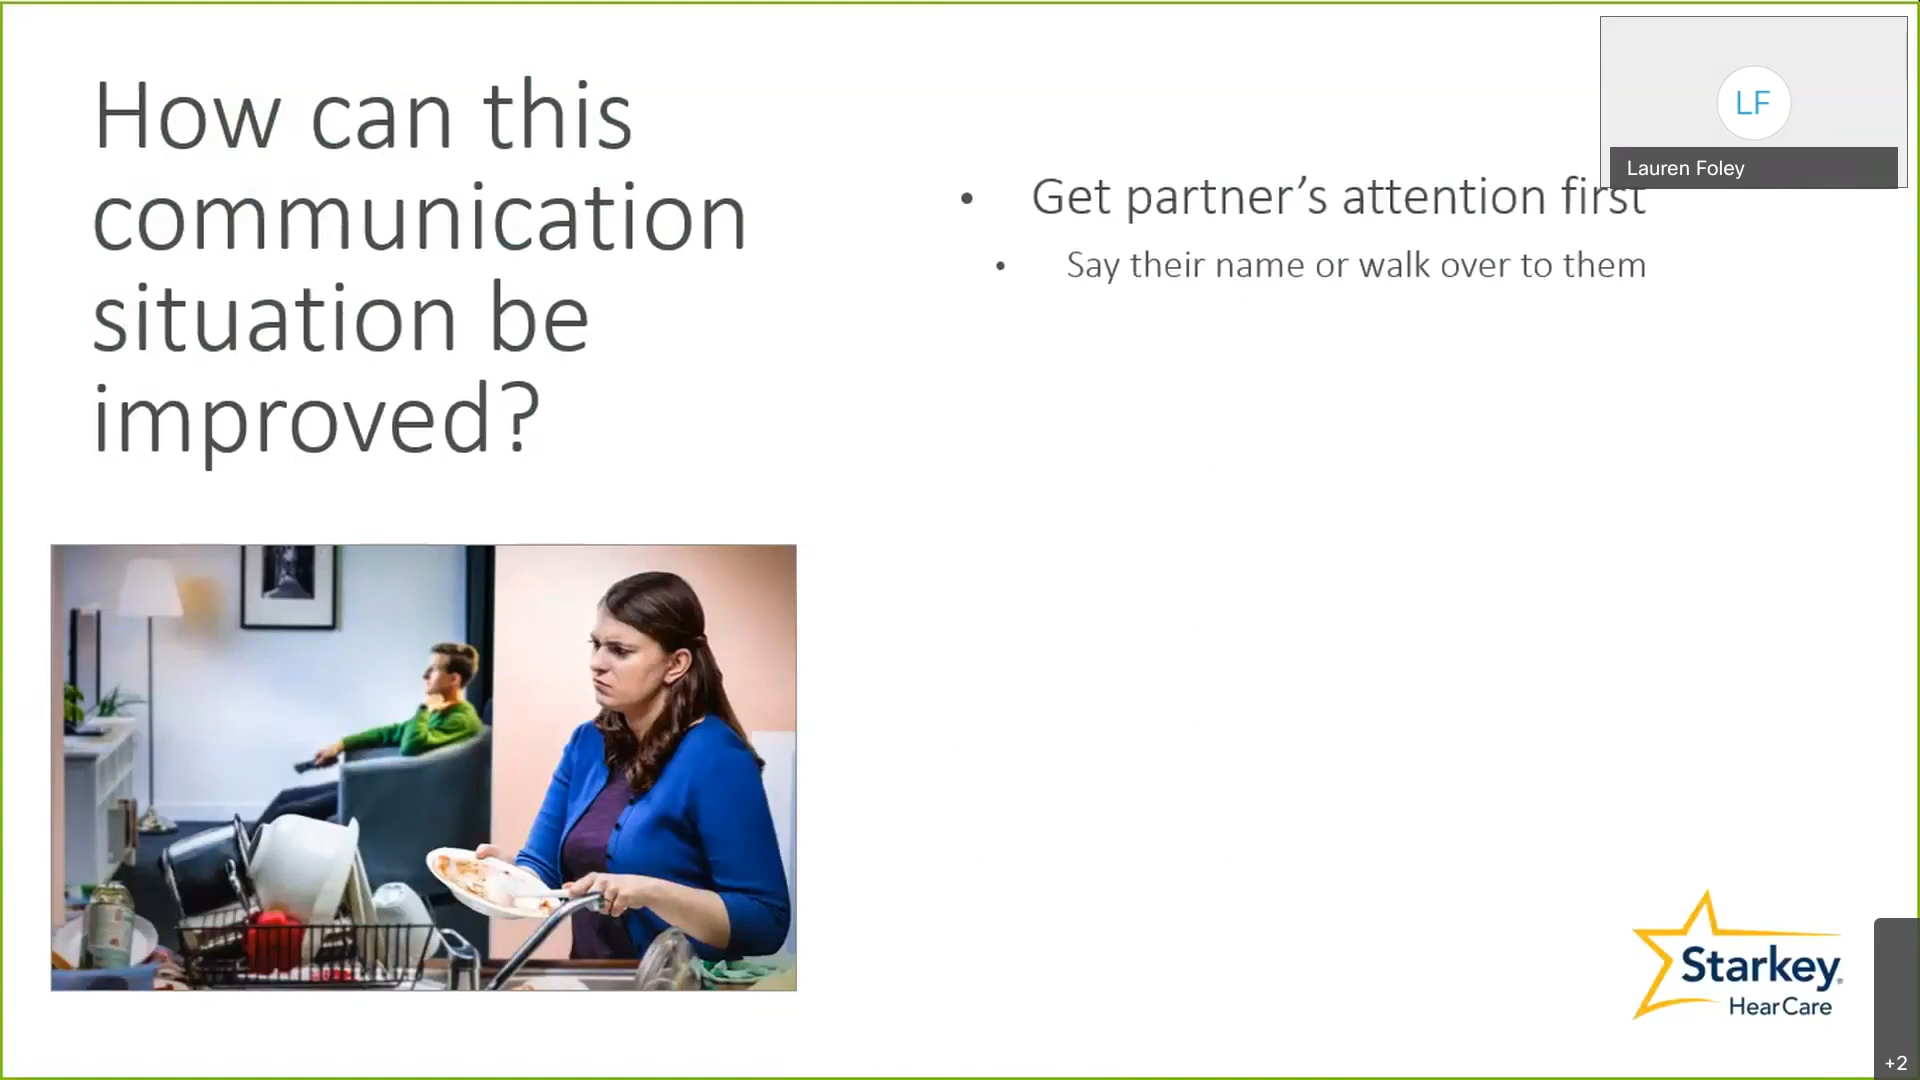 How can this
communication
situation be
improved?
LF
Lauren Foley
• Get partner’s attention first
• Say their name or walk over to them
Starkey
HearCare
+2